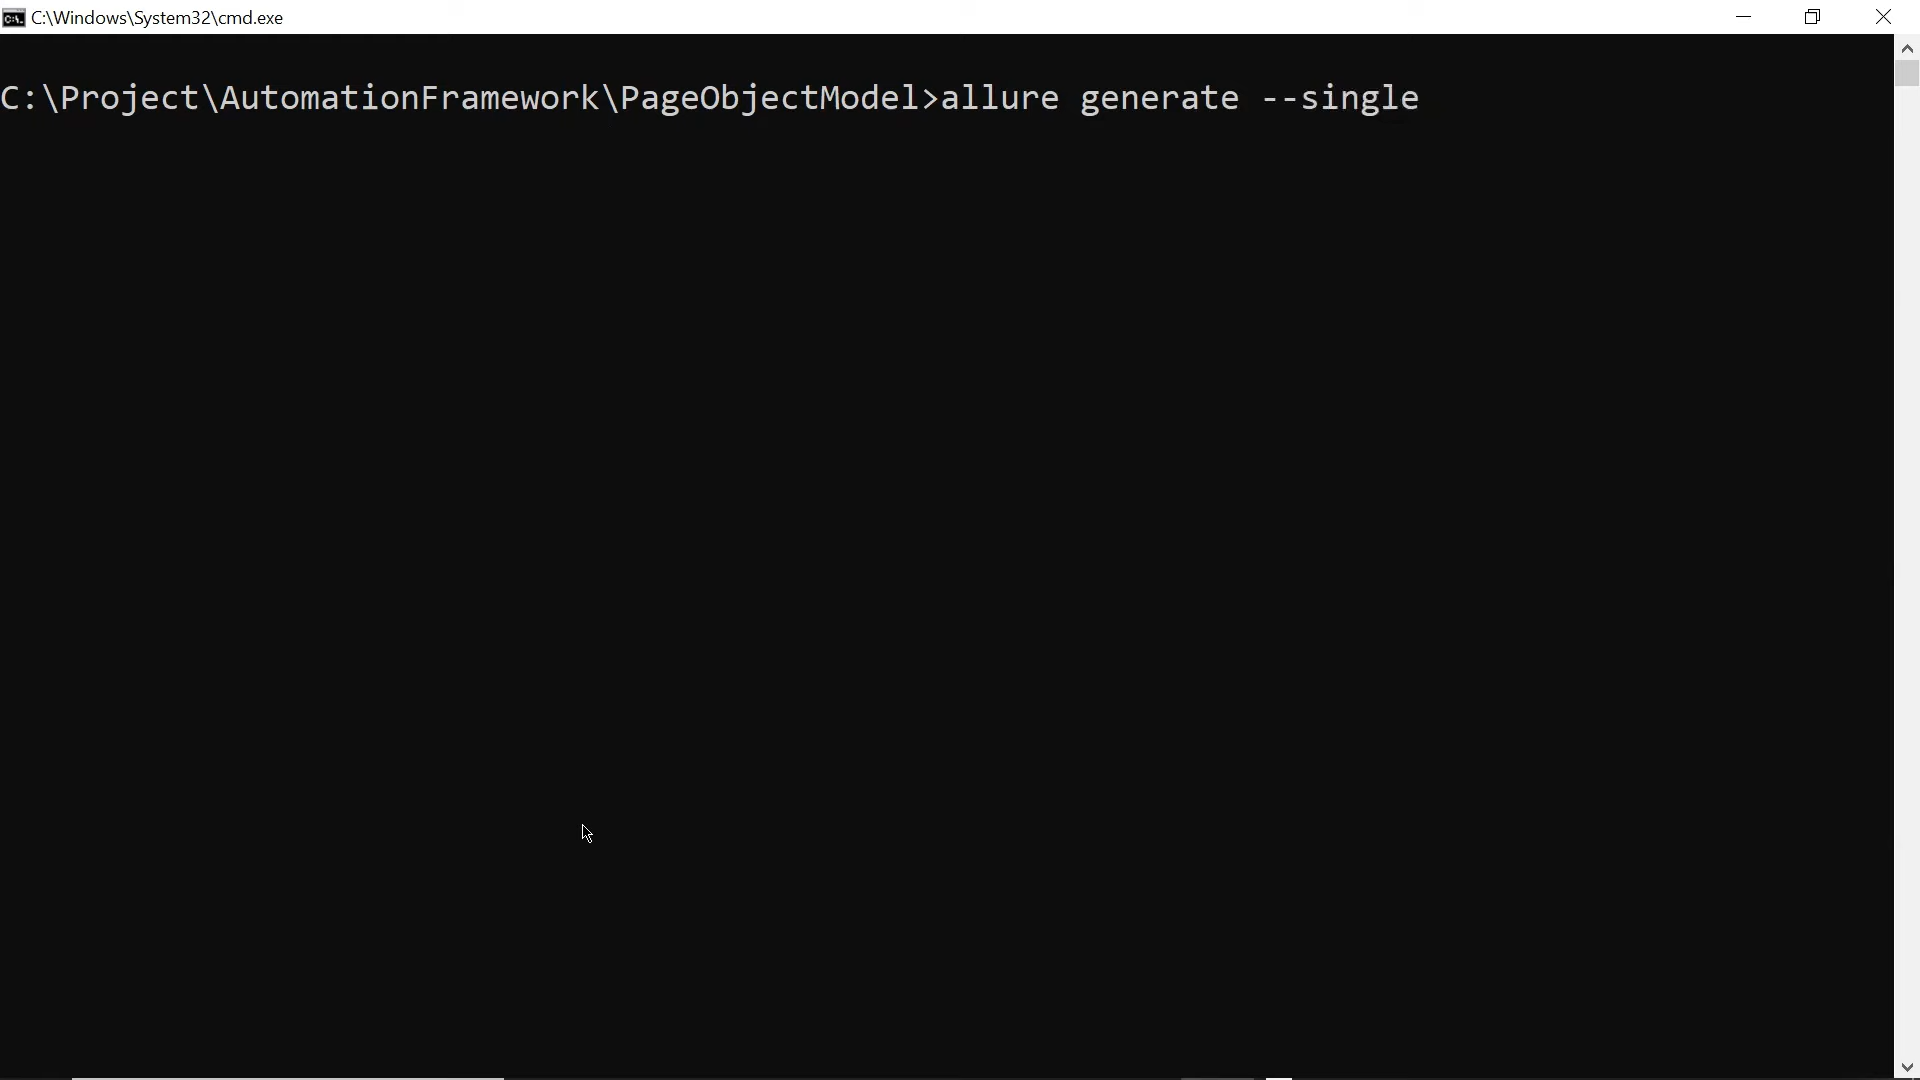 C:\Windows\System32\cmd.exe
C:\Project\AutomationFramework\PageObjectModel>allure generate --single